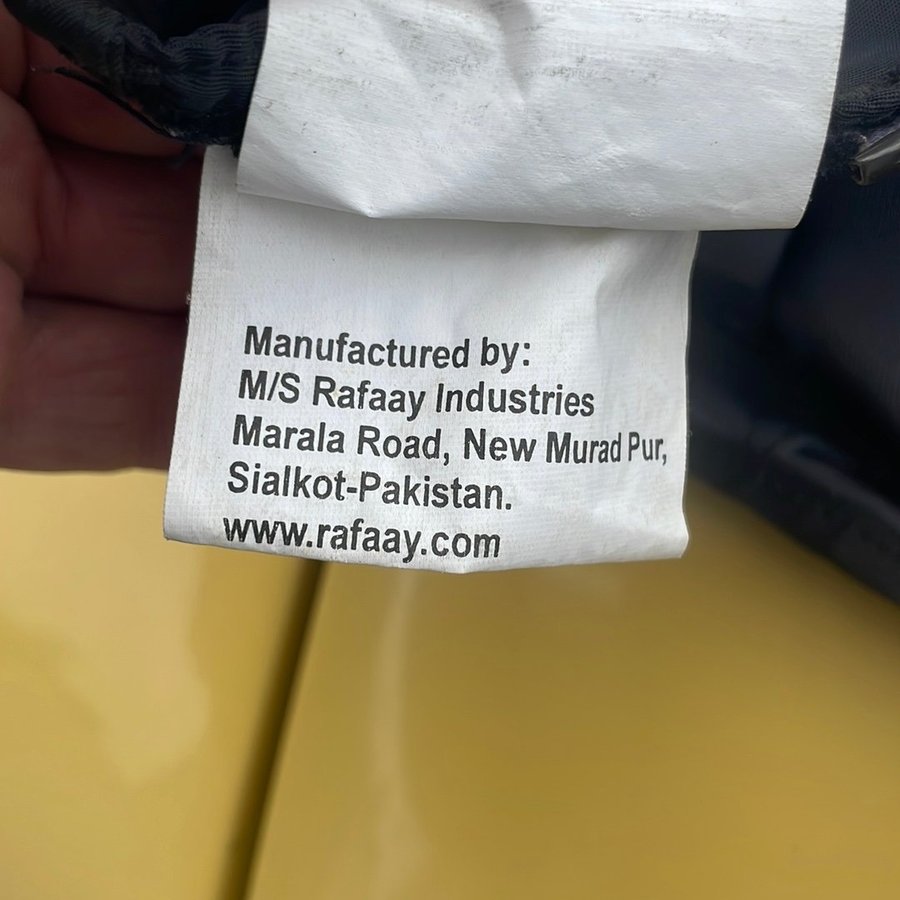 Manufactured by:
M/S Rafaay Industries
Marala Road, New Murad Pur,
Sialkot-Pakistan.
www.rafaay.com